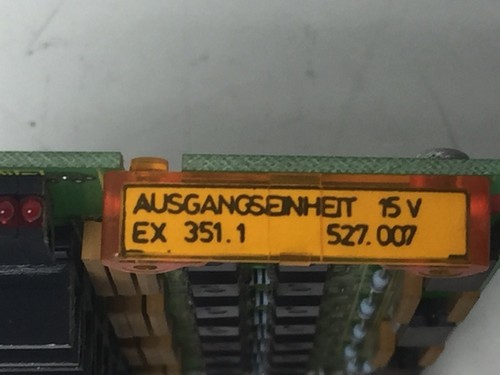 AUSGANGSEINHEIT 15 V
EX 351.1 527.007